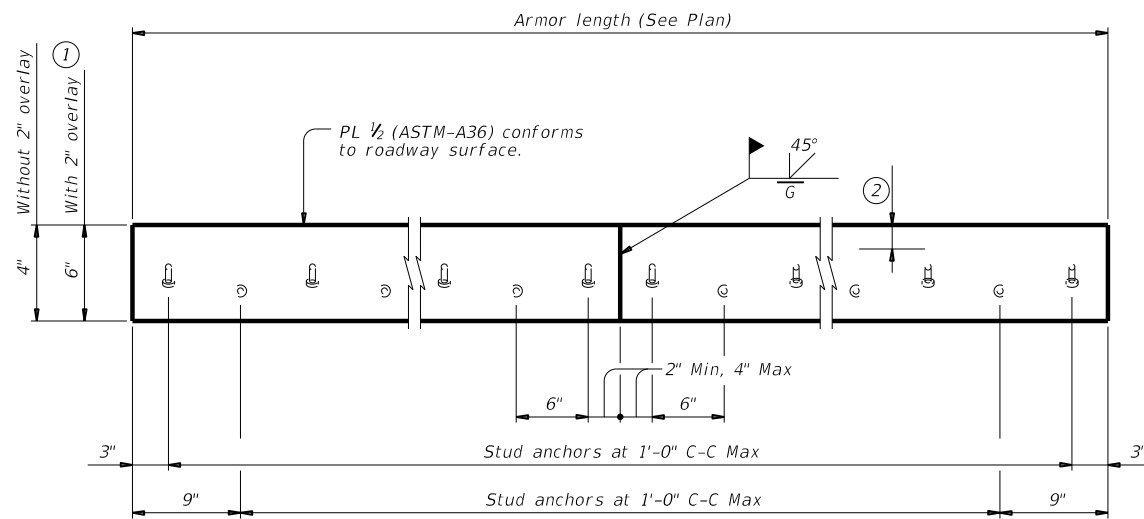 Armor length (See Plan)
Without 2" overlay
1
With 2" overlay
PL ½ (ASTM-A36) conforms
to roadway surface.
45°
G
2
4"
6"
2" Min, 4" Max
6"
6"
3"
Stud anchors at 1'-0" C-C Max
3"
9"
Stud anchors at 1'-0" C-C Max
9"